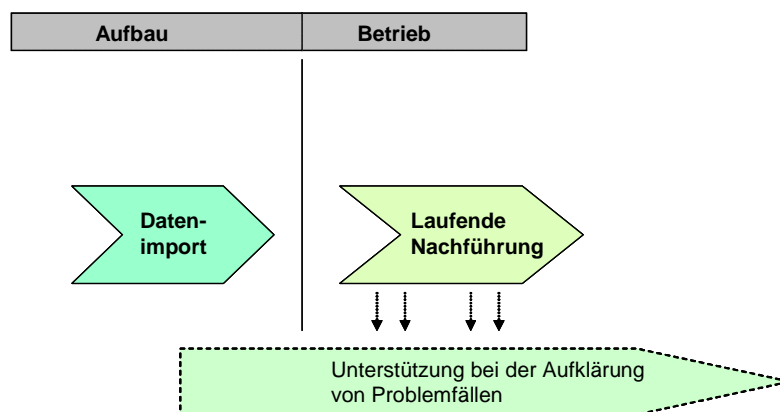 Aufbau
Betrieb
Daten-
import
Laufende
Nachführung
Unterstützung bei der Aufklärung
von Problemfällen